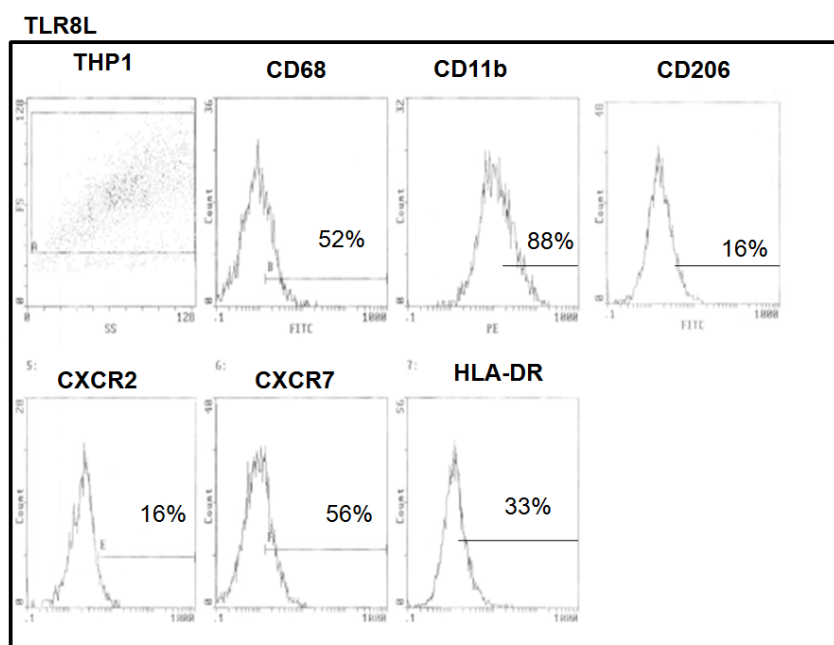 TLR8L
THP1
CD68
CD11b
CD206
128
FS
0
R
0
SS
128
36
Count
0
52%
B
.1
FITC
1000
32
Count
0
88%
.1
PE
1000
48
Count
0
16%
.1
FITC
1000
5:
CXCR2
28
Count
0
16%
E
.1
1000
6:
CXCR7
40
Count
0
56%
.1
1000
7:
HLA-DR
56
Count
0
33%
.1
1000